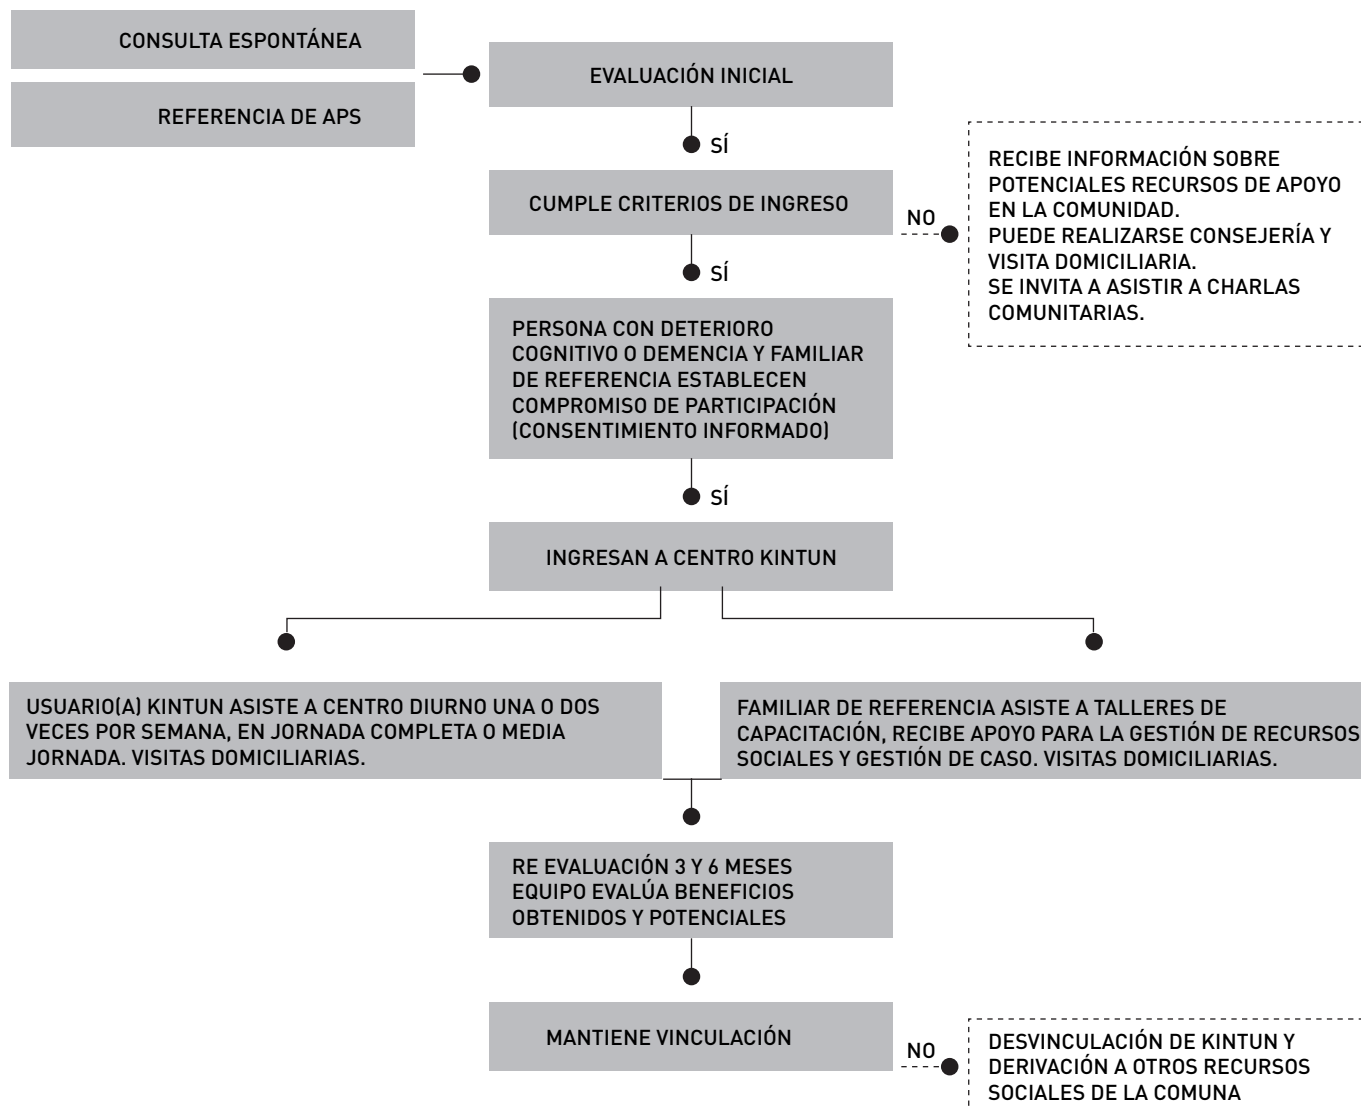 CONSULTA ESPONTÁNEA
REFERENCIA DE APS
EVALUACIÓN INICIAL
SÍ
CUMPLE CRITERIOS DE INGRESO
NO
RECIBE INFORMACIÓN SOBRE
POTENCIALES RECURSOS DE APOYO
EN LA COMUNIDAD.
PUEDE REALIZARSE CONSEJERÍA Y
VISITA DOMICILIARIA.
SE INVITA A ASISTIR A CHARLAS
COMUNITARIAS.
SÍ
PERSONA CON DETERIORO
COGNITIVO O DEMENCIA Y FAMILIAR
DE REFERENCIA ESTABLECEN
COMPROMISO DE PARTICIPACIÓN
(CONSENTIMIENTO INFORMADO)
SÍ
INGRESAN A CENTRO KINTUN
USUARIO(A) KINTUN ASISTE A CENTRO DIURNO UNA O DOS
VECES POR SEMANA, EN JORNADA COMPLETA O MEDIA
JORNADA. VISITAS DOMICILIARIAS.
FAMILIAR DE REFERENCIA ASISTE A TALLERES DE
CAPACITACIÓN, RECIBE APOYO PARA LA GESTIÓN DE RECURSOS
SOCIALES Y GESTIÓN DE CASO. VISITAS DOMICILIARIAS.
RE EVALUACIÓN 3 Y 6 MESES
EQUIPO EVALÚA BENEFICIOS
OBTENIDOS Y POTENCIALES
MANTIENE VINCULACIÓN
NO
DESVINCULACIÓN DE KINTUN Y
DERIVACIÓN A OTROS RECURSOS
SOCIALES DE LA COMUNA